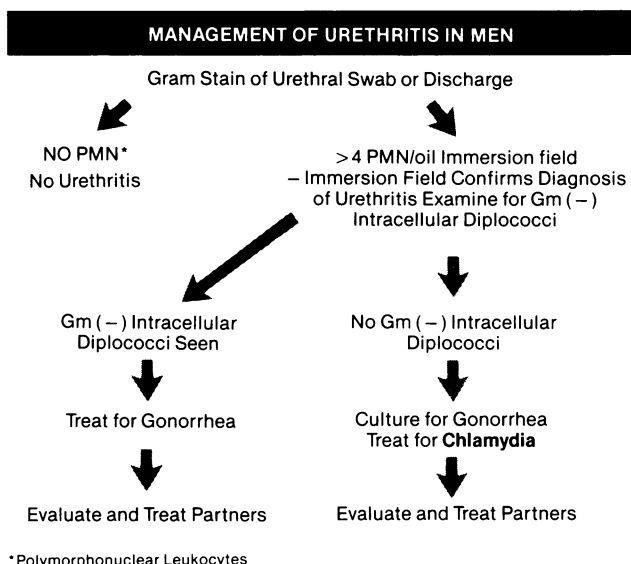 MANAGEMENT OF URETHRITIS IN MEN
Gram Stain of Urethral Swab or Discharge
NO PMN*
No Urethritis
>4 PMN/oil Immersion field
– Immersion Field Confirms Diagnosis
of Urethritis Examine for Gm (–)
Intracellular Diplococci
Gm (–) Intracellular
Diplococci Seen
No Gm (–) Intracellular
Diplococci
Treat for Gonorrhea
Culture for Gonorrhea
Treat for Chlamydia
Evaluate and Treat Partners
Evaluate and Treat Partners
*Polymorphonuclear Leukocytes